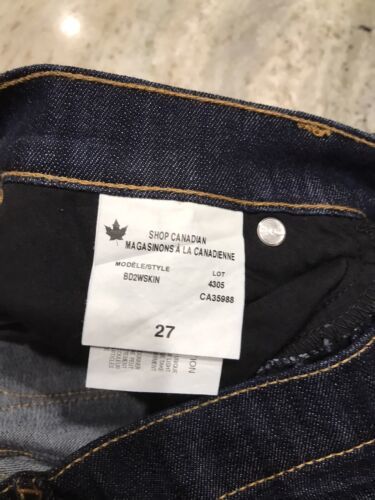 SHOP CANADIAN
MAGASINONS À LA CANADIENNE
MODÈLE/STYLE
BD2WSKIN
LOT
4305
CA35988
27